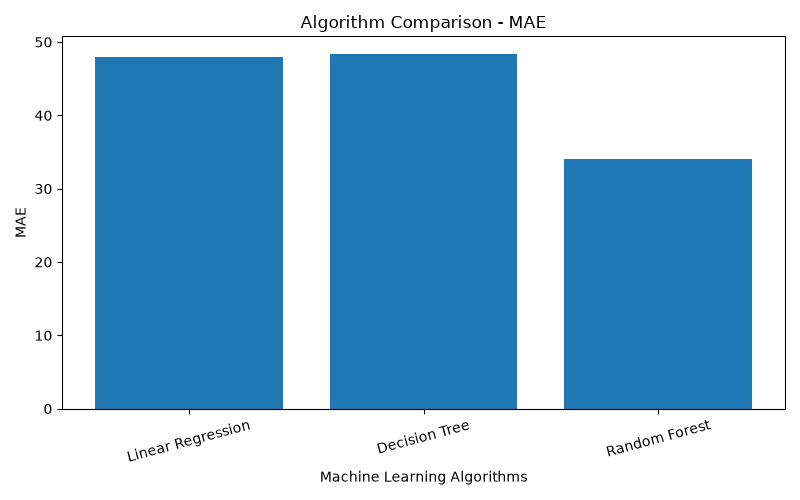 Algorithm Comparison - MAE
50
40
30
20
10
0
MAE
Linear Regression
Decision Tree
Random Forest
Machine Learning Algorithms